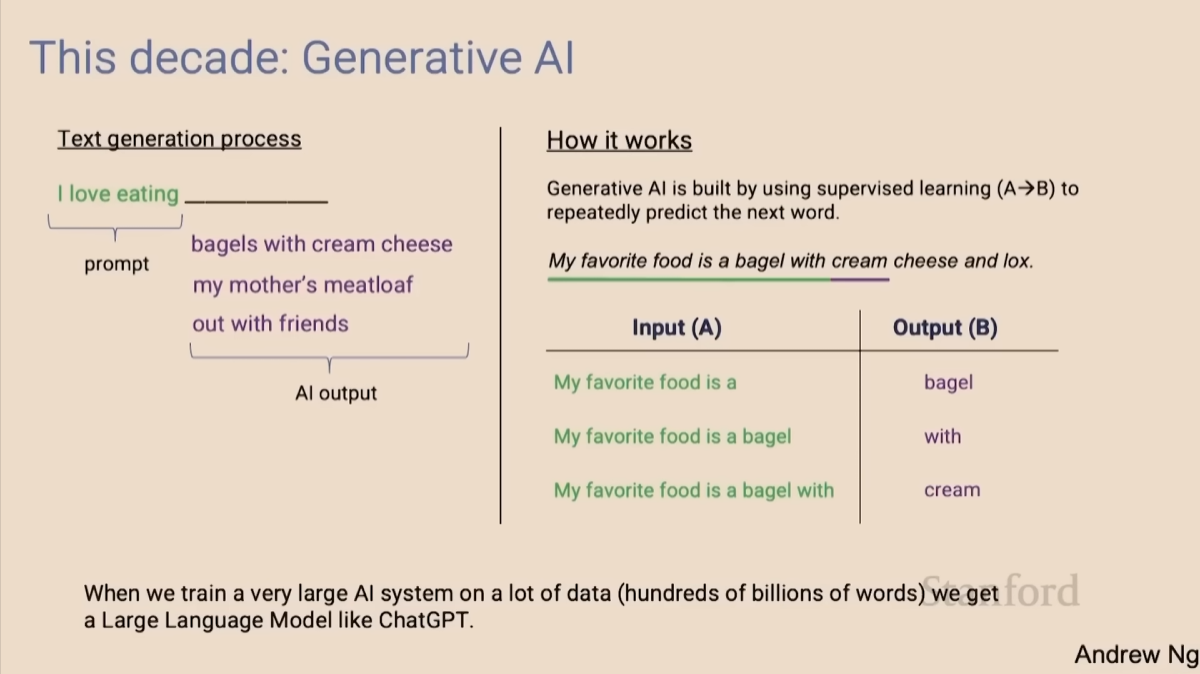 This decade: Generative AI
Text generation process
I love eating ____________
prompt
bagels with cream cheese
my mother's meatloaf
out with friends
AI output
How it works
Generative AI is built by using supervised learning (A→B) to
repeatedly predict the next word.
My favorite food is a bagel with cream cheese and lox.
Input (A) Output (B)
My favorite food is a bagel
My favorite food is a bagel with
My favorite food is a bagel with cream
When we train a very large AI system on a lot of data (hundreds of billions of words) we get
a Large Language Model like ChatGPT.
Stanford
Andrew Ng